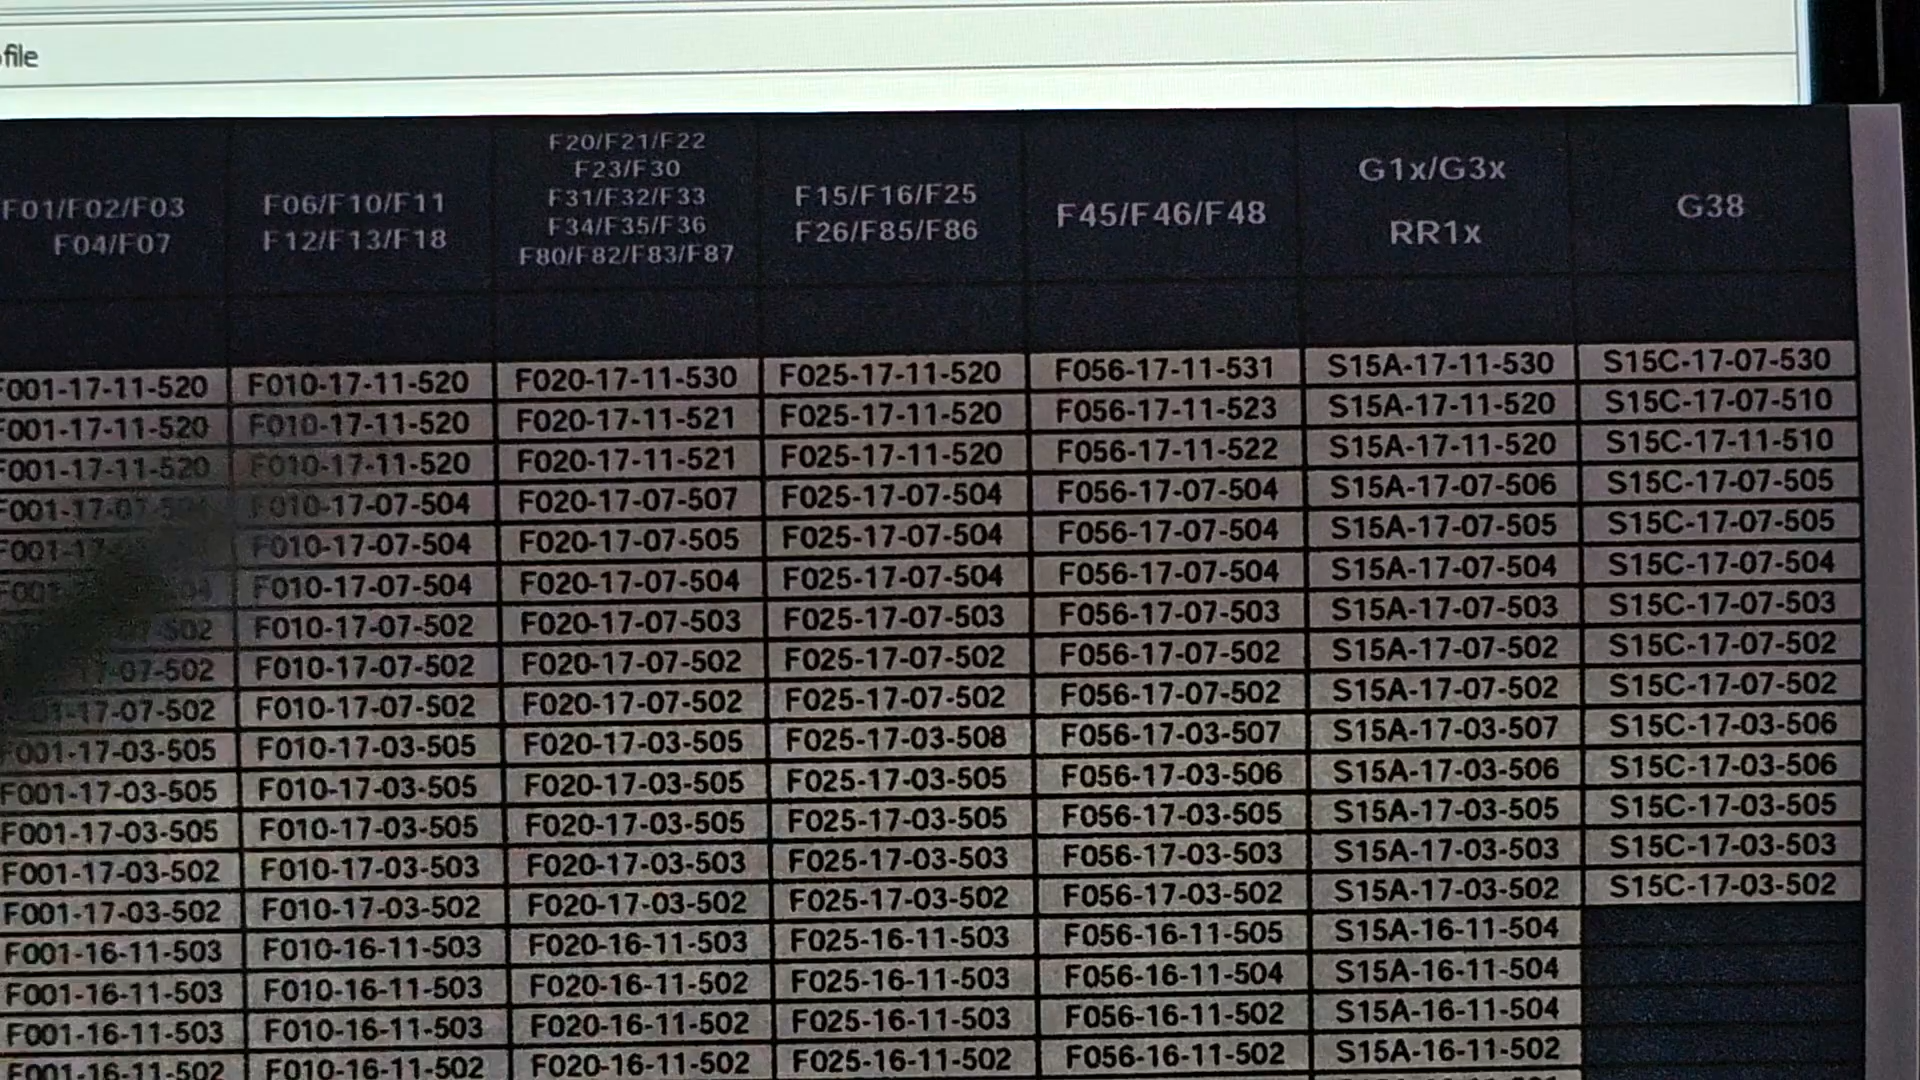 file
F01/F02/F03
F04/F07
F06/F10/F11
F12/F13/F18
F20/F21/F22
F23/F30
F31/F32/F33
F34/F35/F36
F80/F82/F83/F87
F15/F16/F25
F26/F85/F86
F45/F46/F48
G1x/G3x
RR1x
G38
F001-17-11-520 F010-17-11-520 F020-17-11-530 F025-17-11-520 F056-17-11-531 S15A-17-11-530 S15C-17-07-530
F001-17-11-520 F010-17-11-520 F020-17-11-521 F025-17-11-520 F056-17-11-523 S15A-17-11-520 S15C-17-07-510
F001-17-11-520 F010-17-11-520 F020-17-11-521 F025-17-11-520 F056-17-11-522 S15A-17-11-520 S15C-17-11-510
F010-17-07-504 F020-17-07-507 F025-17-07-504 F056-17-07-504 S15A-17-07-506 S15C-17-07-505
F010-17-07-504 F020-17-07-505 F025-17-07-504 F056-17-07-504 S15A-17-07-505 S15C-17-07-505
F010-17-07-504 F020-17-07-504 F025-17-07-504 F056-17-07-504 S15A-17-07-504 S15C-17-07-504
F010-17-07-502 F020-17-07-503 F025-17-07-503 F056-17-07-503 S15A-17-07-503 S15C-17-07-503
F010-17-07-502 F020-17-07-502 F025-17-07-502 F056-17-07-502 S15A-17-07-502 S15C-17-07-502
F010-17-07-502 F020-17-07-502 F025-17-07-502 F056-17-07-502 S15A-17-07-502 S15C-17-07-502
F001-17-03-505 F010-17-03-505 F020-17-03-505 F025-17-03-508 F056-17-03-507 S15A-17-03-507 S15C-17-03-506
F001-17-03-505 F010-17-03-505 F020-17-03-505 F025-17-03-505 F056-17-03-506 S15A-17-03-506 S15C-17-03-506
F001-17-03-505 F010-17-03-505 F020-17-03-505 F025-17-03-505 F056-17-03-505 S15A-17-03-505 S15C-17-03-505
F001-17-03-502 F010-17-03-503 F020-17-03-503 F025-17-03-503 F056-17-03-503 S15A-17-03-503 S15C-17-03-503
F001-17-03-502 F010-17-03-502 F020-17-03-502 F025-17-03-502 F056-17-03-502 S15A-17-03-502 S15C-17-03-502
F001-16-11-503 F010-16-11-503 F020-16-11-503 F025-16-11-503 F056-16-11-505 S15A-16-11-504
F001-16-11-503 F010-16-11-503 F020-16-11-502 F025-16-11-503 F056-16-11-504 S15A-16-11-504
F001-16-11-503 F010-16-11-503 F020-16-11-502 F025-16-11-503 F056-16-11-502 S15A-16-11-504
F001-16-11-502 F010-16-11-502 F020-16-11-502 F025-16-11-502 F056-16-11-502 S15A-16-11-502